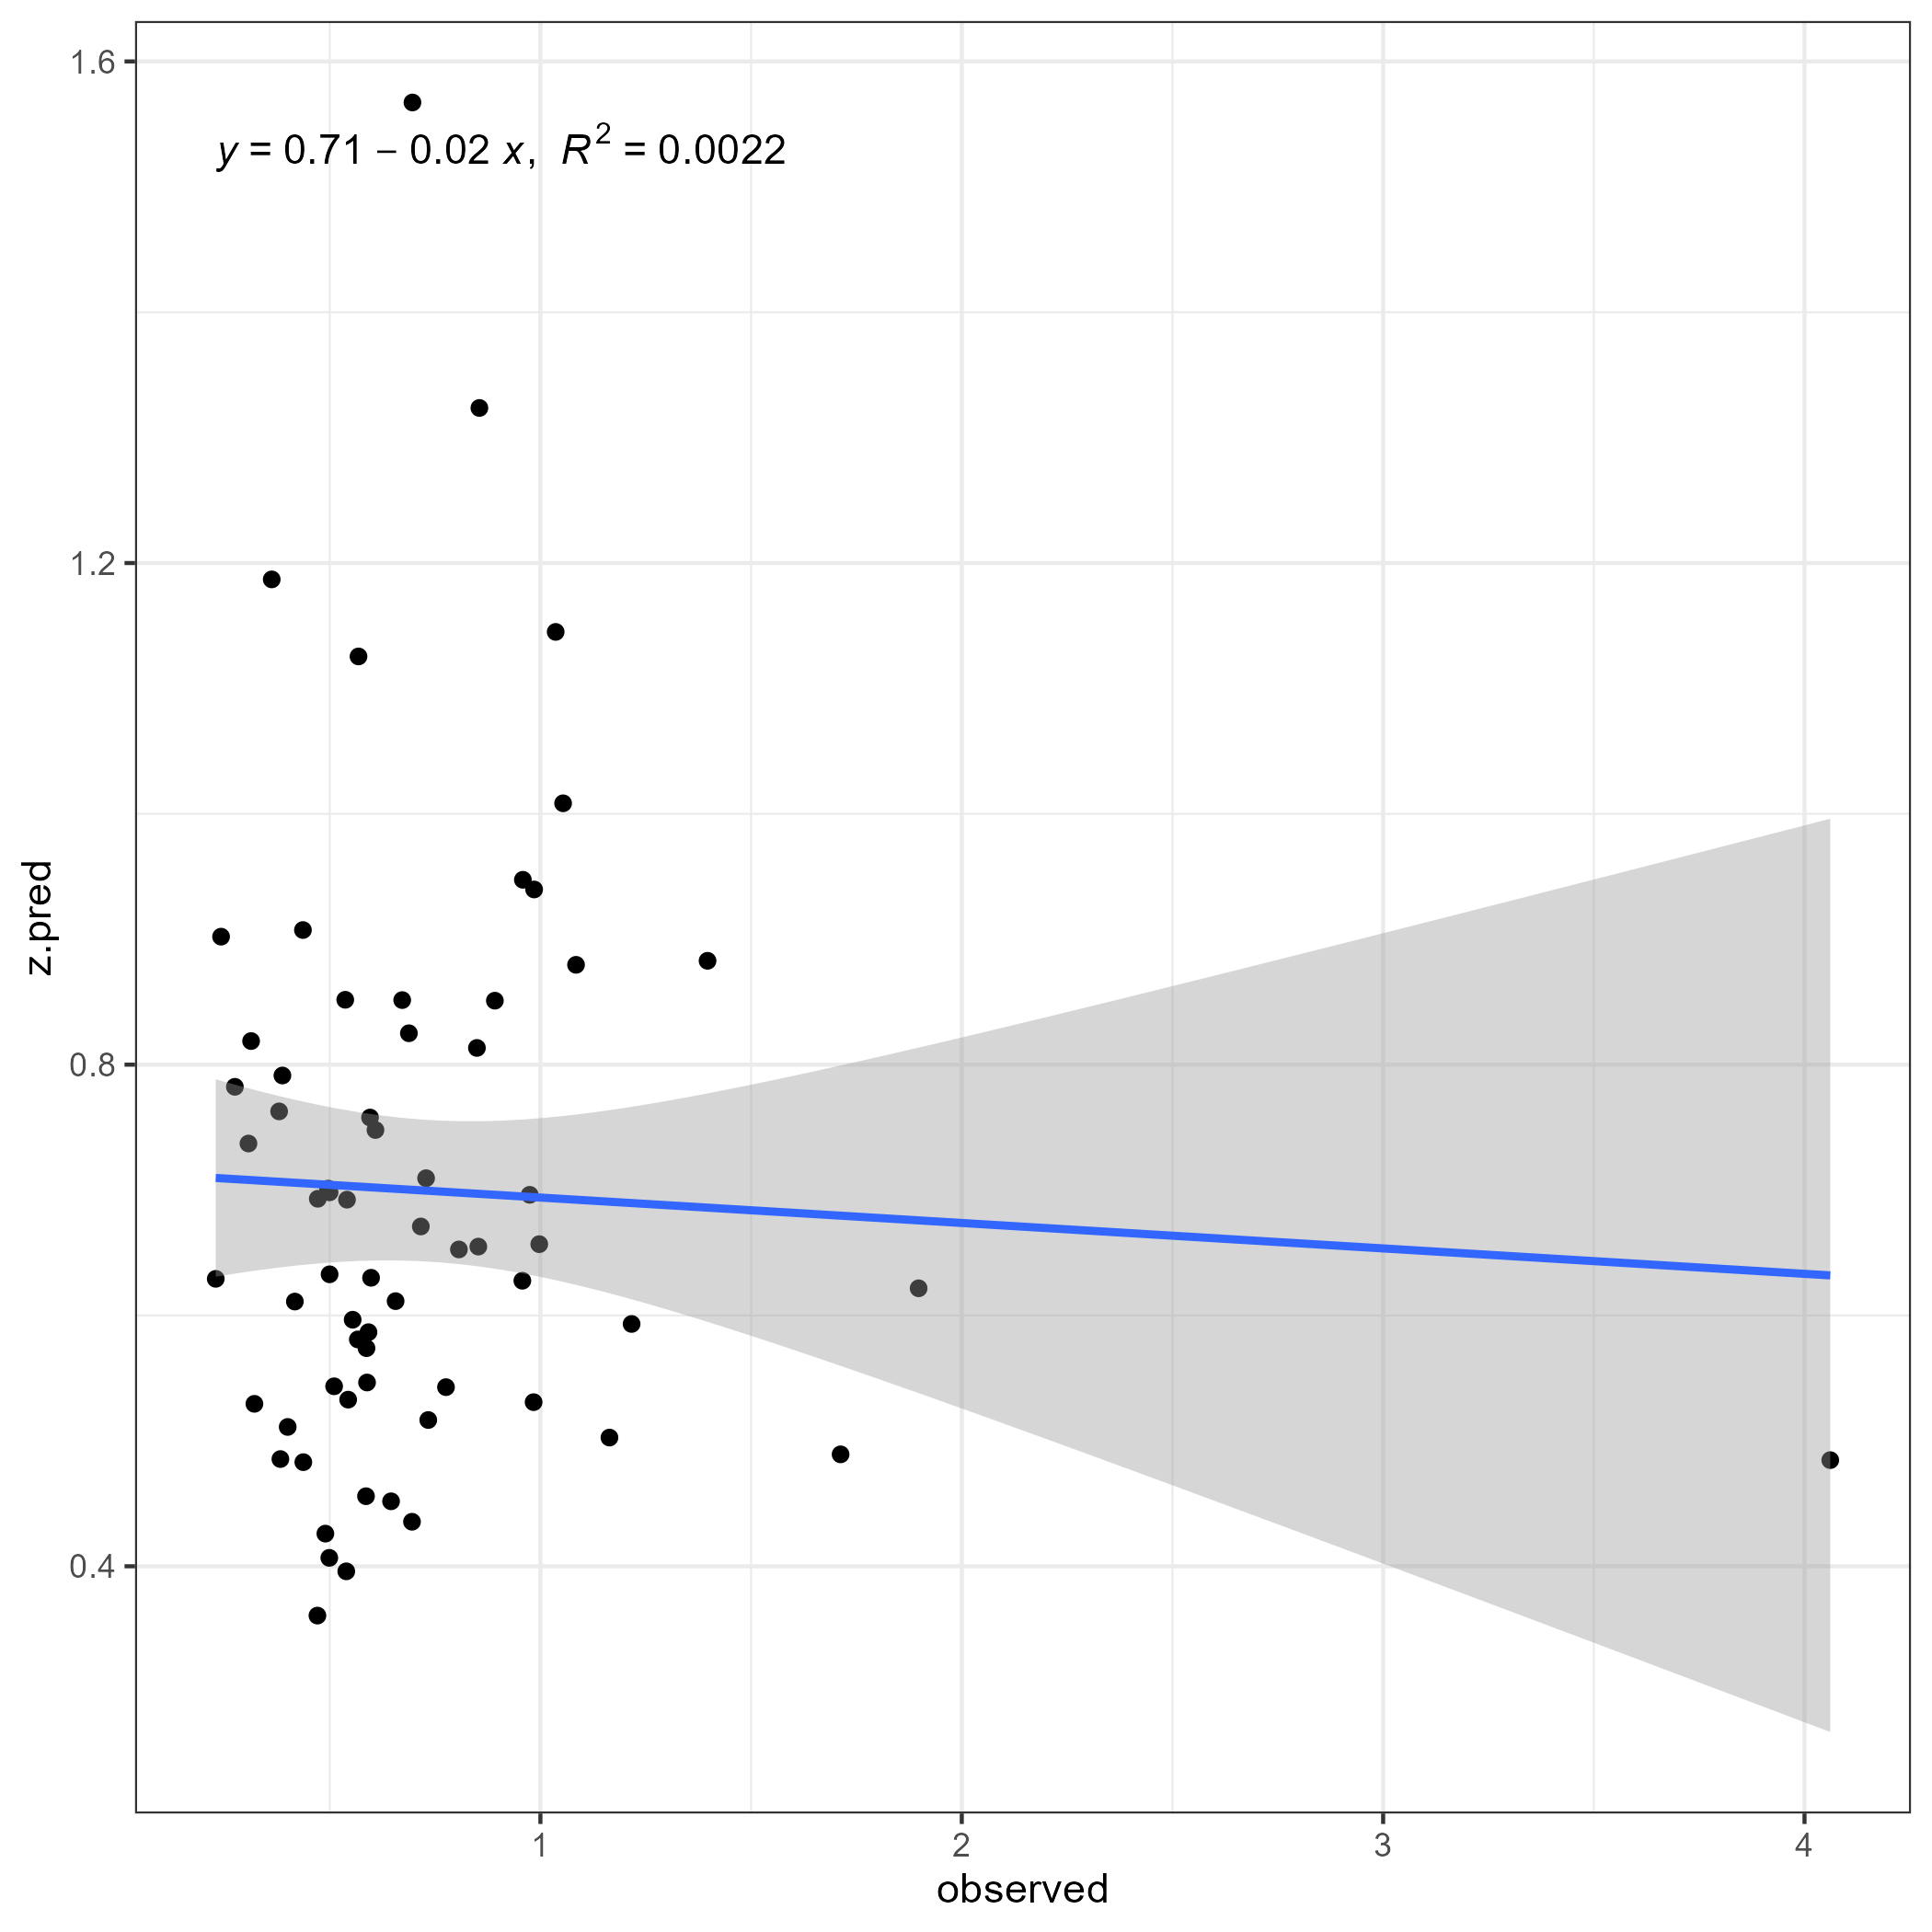 1.6
y = 0.71 – 0.02 x, R² = 0.0022
1.2
0.8
0.4
z.pred
1 2 3 4
observed